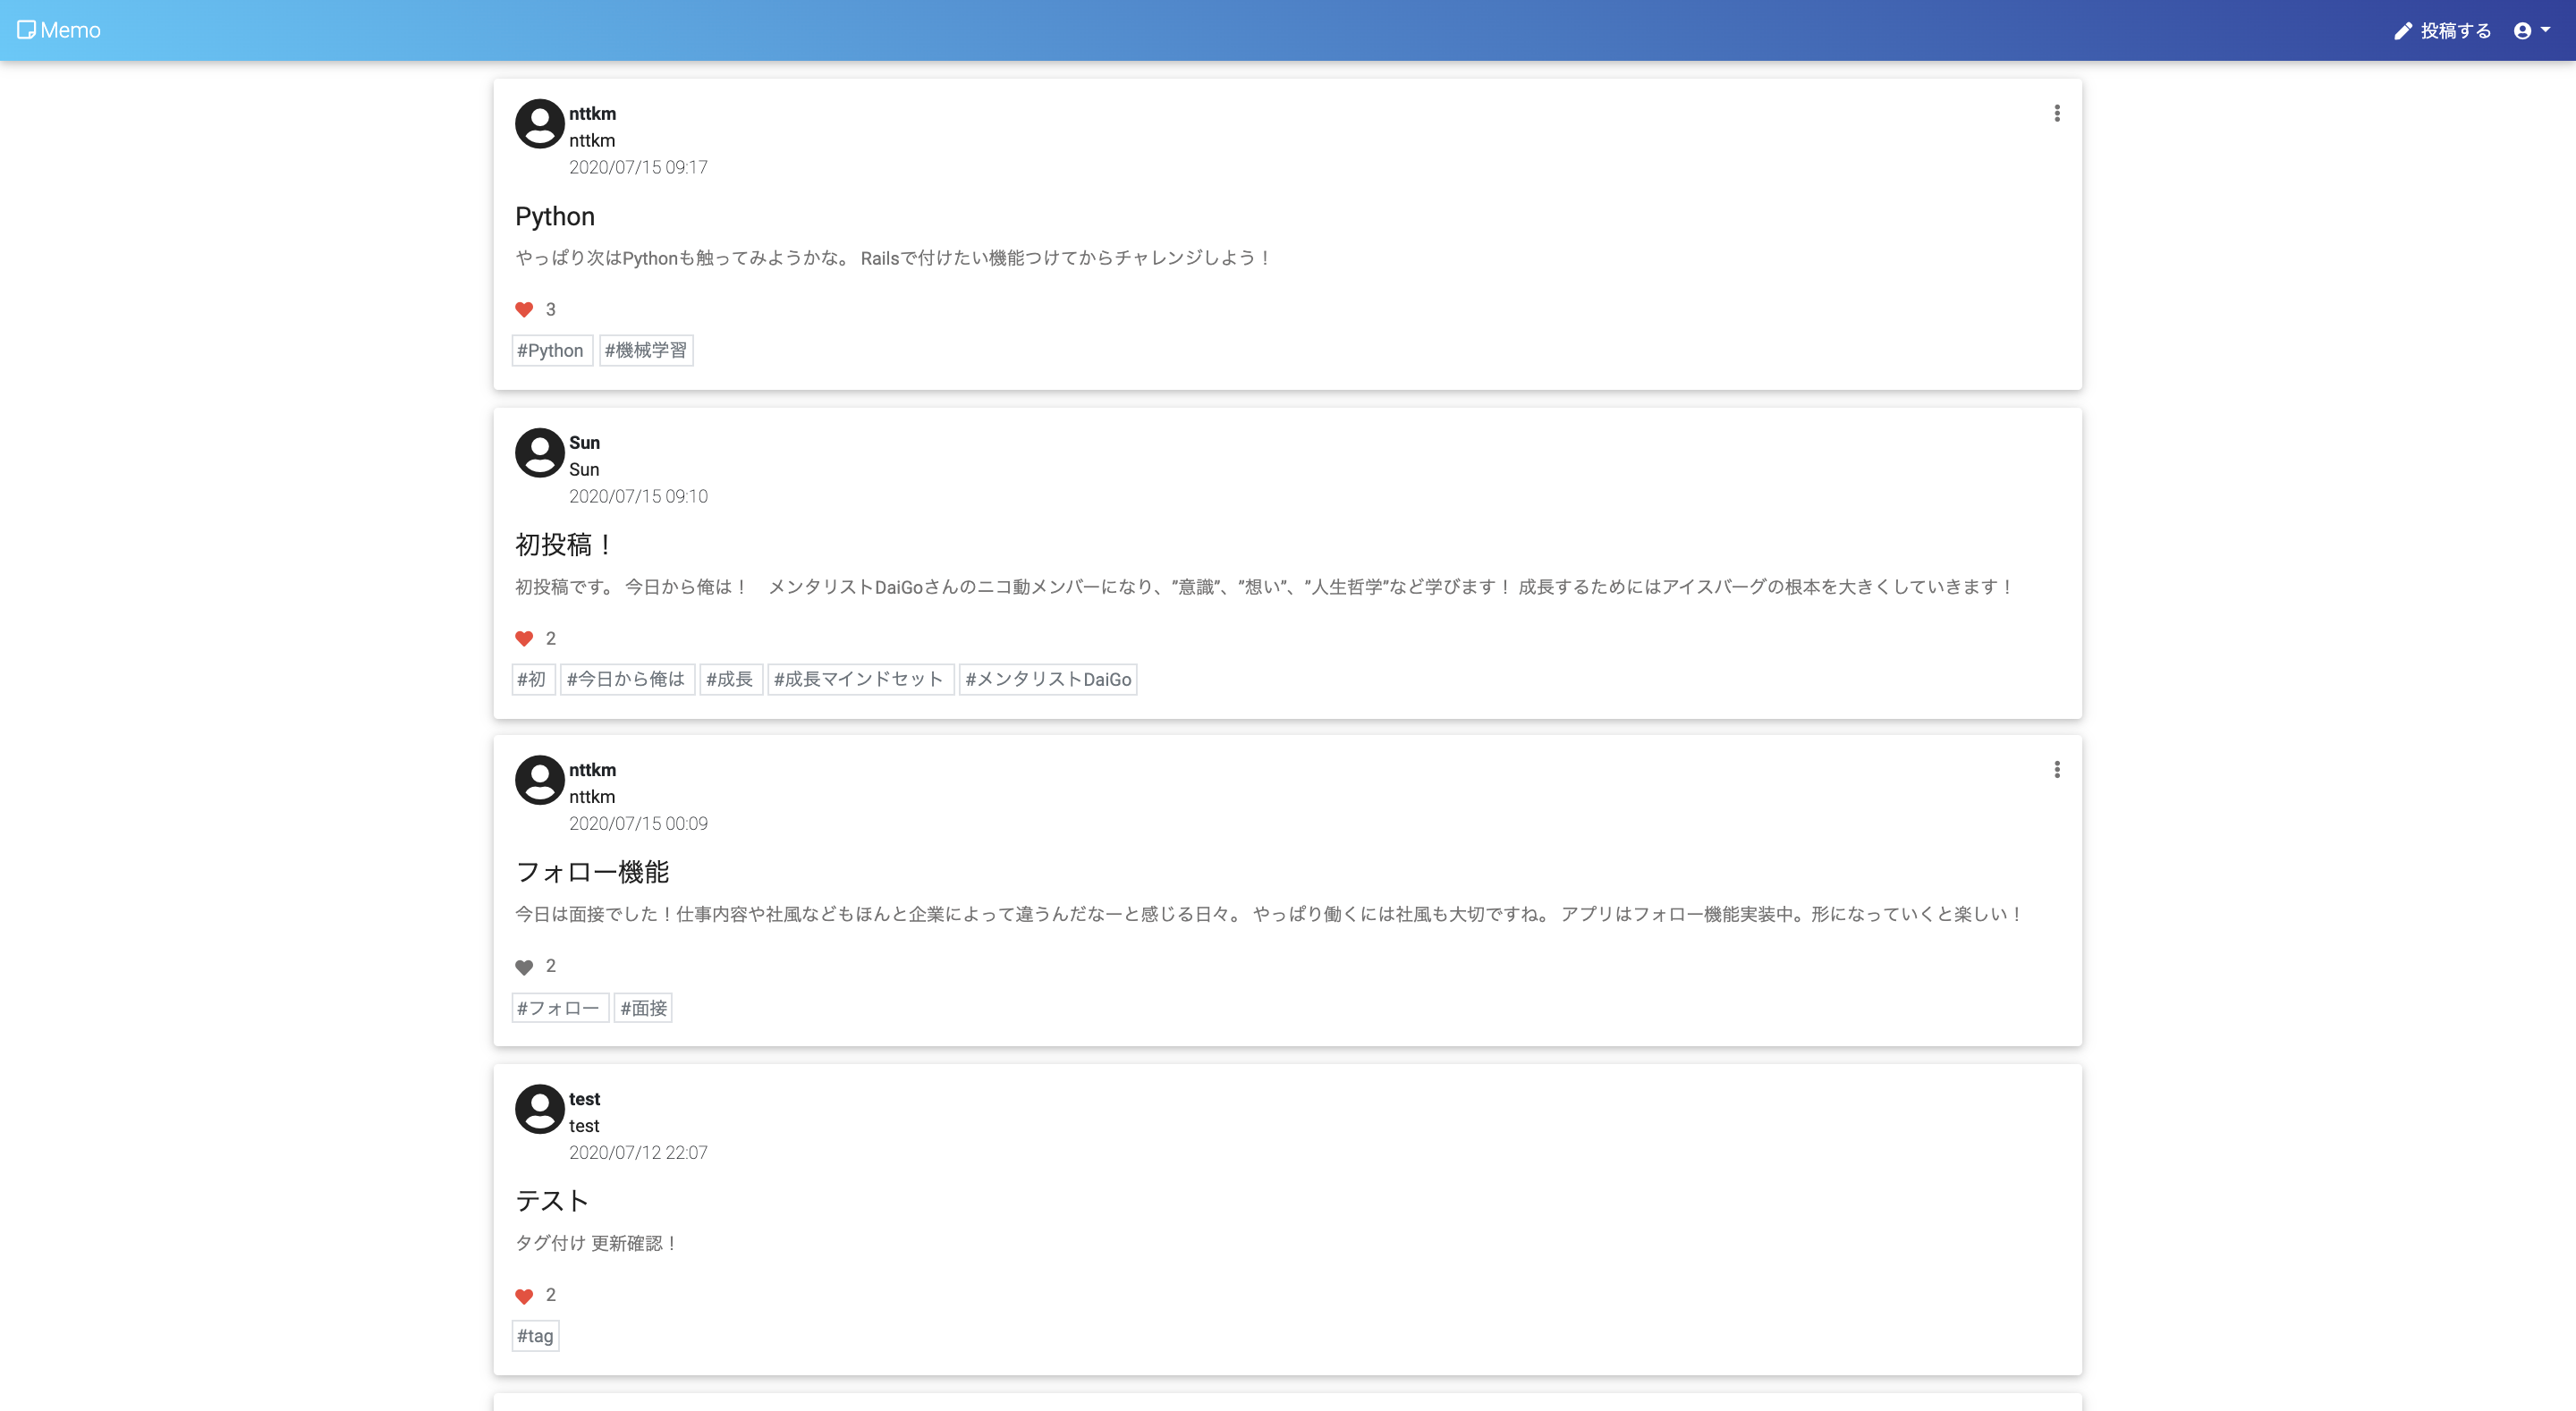 Memo
投稿する
nttkm
nttkm
2020/07/15 09:17
Python
やっぱり次はPythonも触ってみようかな。 Railsで付けたい機能つけてからチャレンジしよう！
3
#Python #機械学習
Sun
Sun
2020/07/15 09:10
初投稿！
初投稿です。 今日から俺は！　メンタリストDaiGoさんのニコ動メンバーになり、”意識”、”想い”、”人生哲学”など学びます！ 成長するためにはアイスバーグの根本を大きくしていきます！
2
#初 #今日から俺は #成長 #成長マインドセット #メンタリストDaiGo
nttkm
nttkm
2020/07/15 00:09
フォロー機能
今日は面接でした！仕事内容や社風などもほんと企業によって違うんだなーと感じる日々。 やっぱり働くには社風も大切ですね。 アプリはフォロー機能実装中。形になっていくと楽しい！
2
#フォロー #面接
test
test
2020/07/12 22:07
テスト
タグ付け 更新確認！
2
#tag